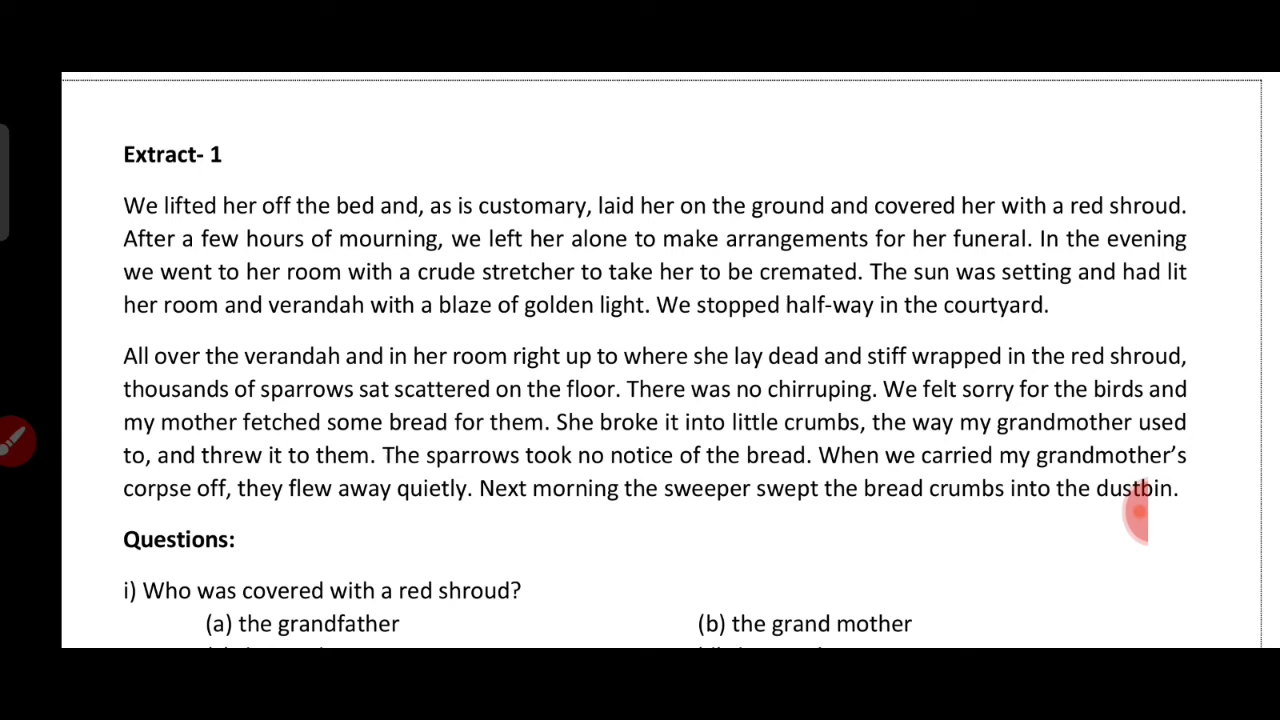 Extract- 1
We lifted her off the bed and, as is customary, laid her on the ground and covered her with a red shroud.
After a few hours of mourning, we left her alone to make arrangements for her funeral. In the evening
we went to her room with a crude stretcher to take her to be cremated. The sun was setting and had lit
her room and verandah with a blaze of golden light. We stopped half-way in the courtyard.
All over the verandah and in her room right up to where she lay dead and stiff wrapped in the red shroud,
thousands of sparrows sat scattered on the floor. There was no chirruping. We felt sorry for the birds and
my mother fetched some bread for them. She broke it into little crumbs, the way my grandmother used
to, and threw it to them. The sparrows took no notice of the bread. When we carried my grandmother’s
corpse off, they flew away quietly. Next morning the sweeper swept the bread crumbs into the dustbin.
Questions:
i) Who was covered with a red shroud?
(a) the grandfather (b) the grand mother